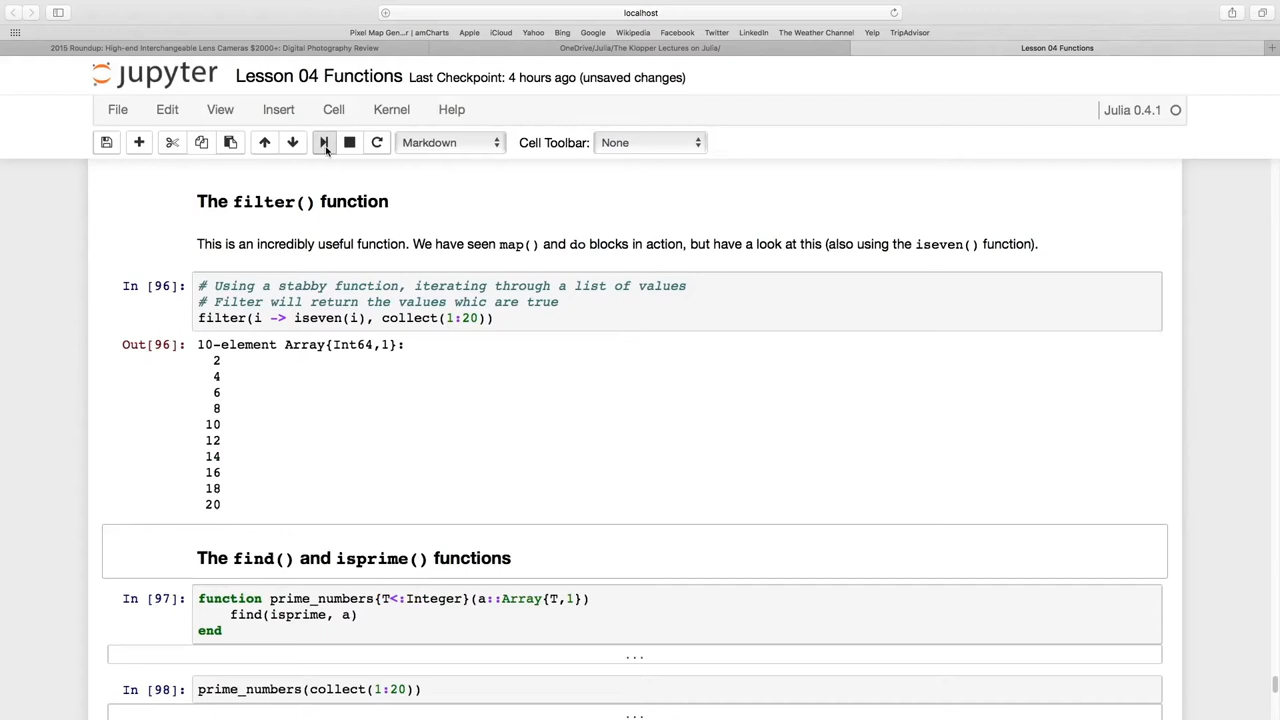 localhost
Pixel Map Gen...r | amCharts Apple iCloud Yahoo Bing Google Wikipedia Facebook Twitter LinkedIn The Weather Channel Yelp TripAdvisor
2015 Roundup: High-end Interchangeable Lens Cameras $2000+: Digital Photography Review OneDrive/Julia/The Klopper Lectures on Julia/ Lesson 04 Functions
jupyter Lesson 04 Functions Last Checkpoint: 4 hours ago (unsaved changes)
File Edit View Insert Cell Kernel Help Julia 0.4.1
Markdown Cell Toolbar: None
The filter() function
This is an incredibly useful function. We have seen map() and do blocks in action, but have a look at this (also using the iseven() function).
In [96]: # Using a stabby function, iterating through a list of values
# Filter will return the values whic are true
filter(i -> iseven(i), collect(1:20))
Out[96]: 10-element Array{Int64,1}:
2
4
6
8
10
12
14
16
18
20
The find() and isprime() functions
In [97]: function prime_numbers{T<:Integer}(a::Array{T,1})
find(isprime, a)
end
...
In [98]: prime_numbers(collect(1:20))
...